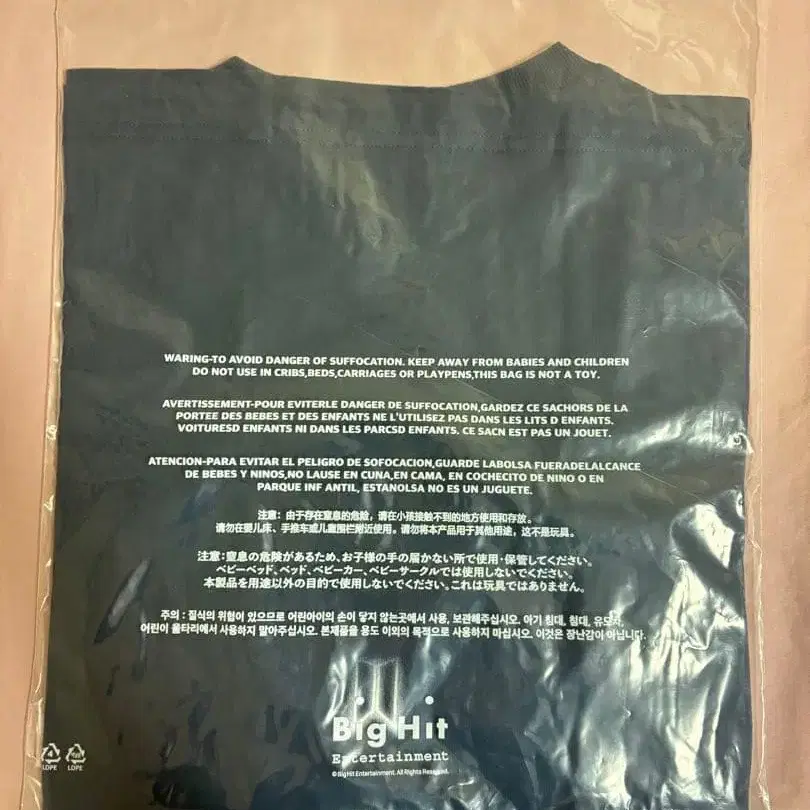 WARING-TO AVOID DANGER OF SUFFOCATION. KEEP AWAY FROM BABIES AND CHILDREN
DO NOT USE IN CRIBS,BEDS,CARRIAGES OR PLAYPENS,THIS BAG IS NOT A TOY.
AVERTISSEMENT-POUR EVITERLE DANGER DE SUFFOCATION,GARDEZ CE SACHORS DE LA
PORTEE DES BEBES ET DES ENFANTS NE L'UTILISEZ PAS DANS LES LITS D ENFANTS.
VOITURESD ENFANTS NI DANS LES PARCSD ENFANTS. CE SACN EST PAS UN JOUET.
ATENCION-PARA EVITAR EL PELIGRO DE SOFOCACION,GUARDE LABOLSA FUERADELALCANCE
DE BEBES Y NINOS,NO LAUSE EN CUNA,EN CAMA, EN COCHECITO DE NINO O EN
PARQUE INF ANTIL, ESTANOLSA NO ES UN JUGUETE.
注意：由于存在窒息的危险，请在小孩接触不到的地方使用和存放。
请勿在婴儿床、手推车或儿童围栏附近使用。请勿将本产品用于其他用途，这不是玩具。
注意：窒息の危険があるため、お子様の手の届かない所で使用・保管してください。
ベビーベッド、ベッド、ベビーカー、ベビーサークルでは使用しないでください。
本製品を用途以外の目的で使用しないでください。これは玩具ではありません。
주의 : 질식의 위험이 있으므로 어린아이의 손이 닿지 않는곳에서 사용, 보관해주십시오. 아기 침대, 침대, 유모차,
어린이 울타리에서 사용하지 말아주십시오. 본제품을 용도 이외의 목적으로 사용하지 마십시오. 이것은 장난감이 아닙니다.
Big Hit
Entertainment
© BigHit Entertainment. All Rights Reserved.
LDPE LDPE